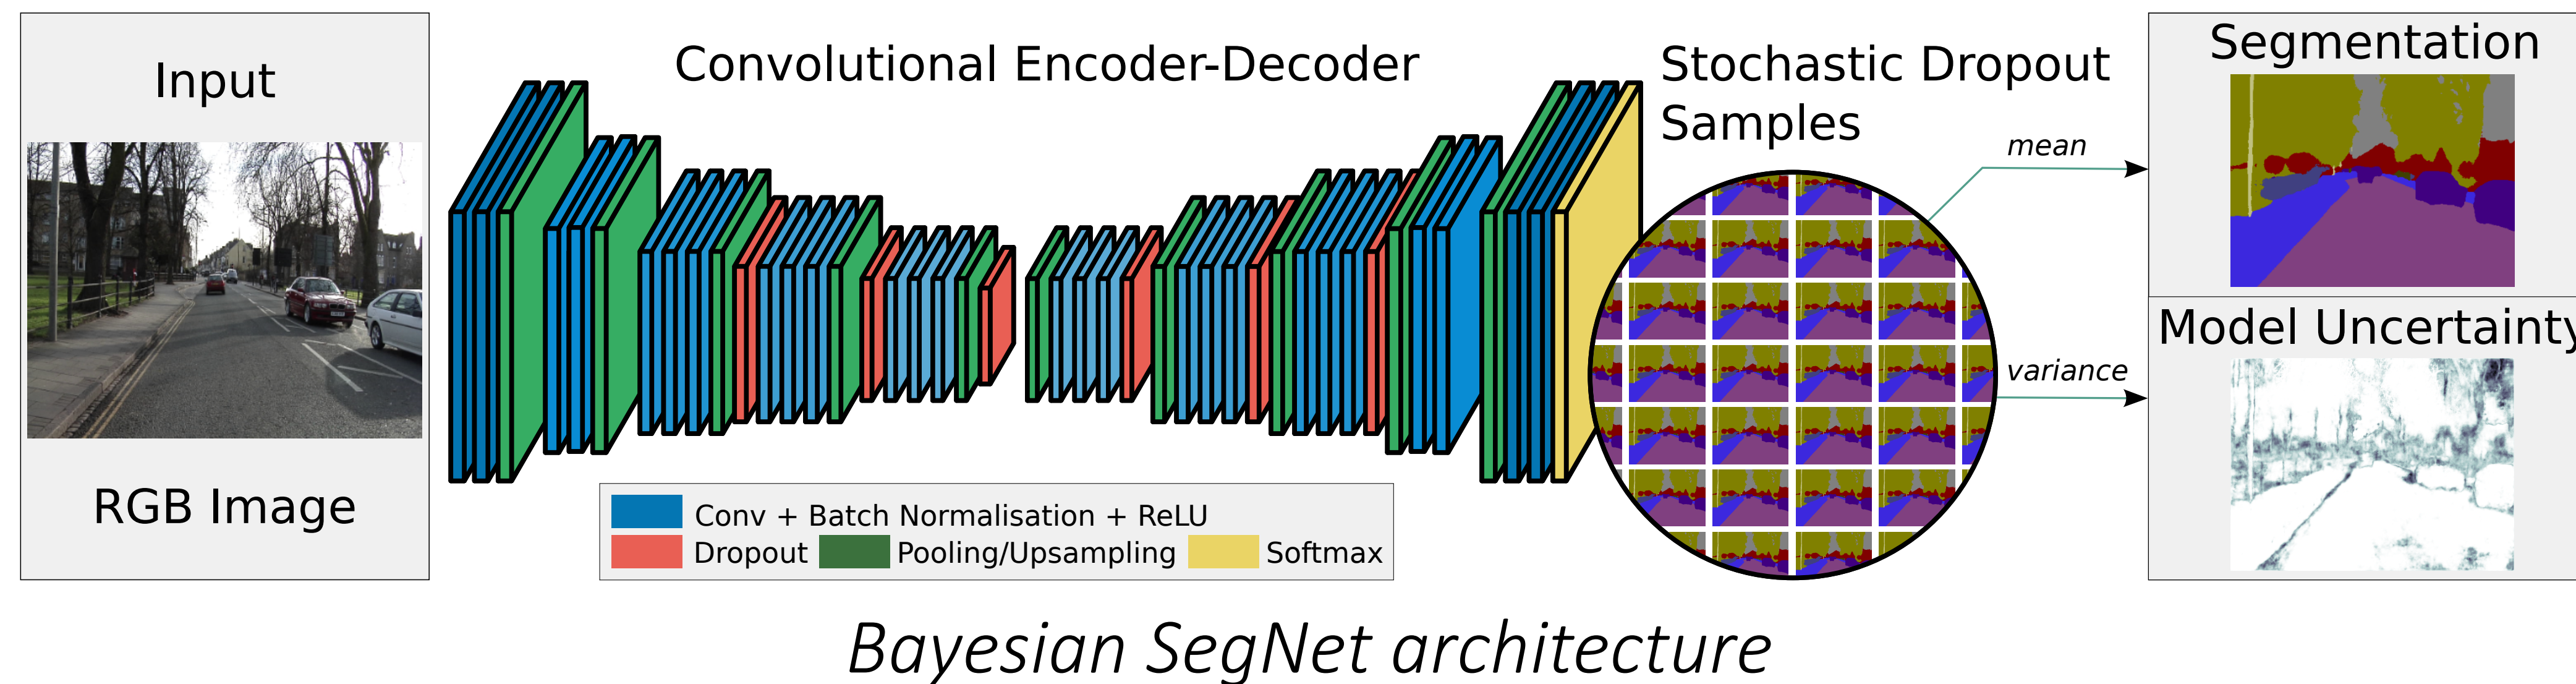 Input
RGB Image
Convolutional Encoder-Decoder
Conv + Batch Normalisation + ReLU
Dropout Pooling/Upsampling Softmax
Stochastic Dropout
Samples
mean
variance
Segmentation
Model Uncertainty
Bayesian SegNet architecture